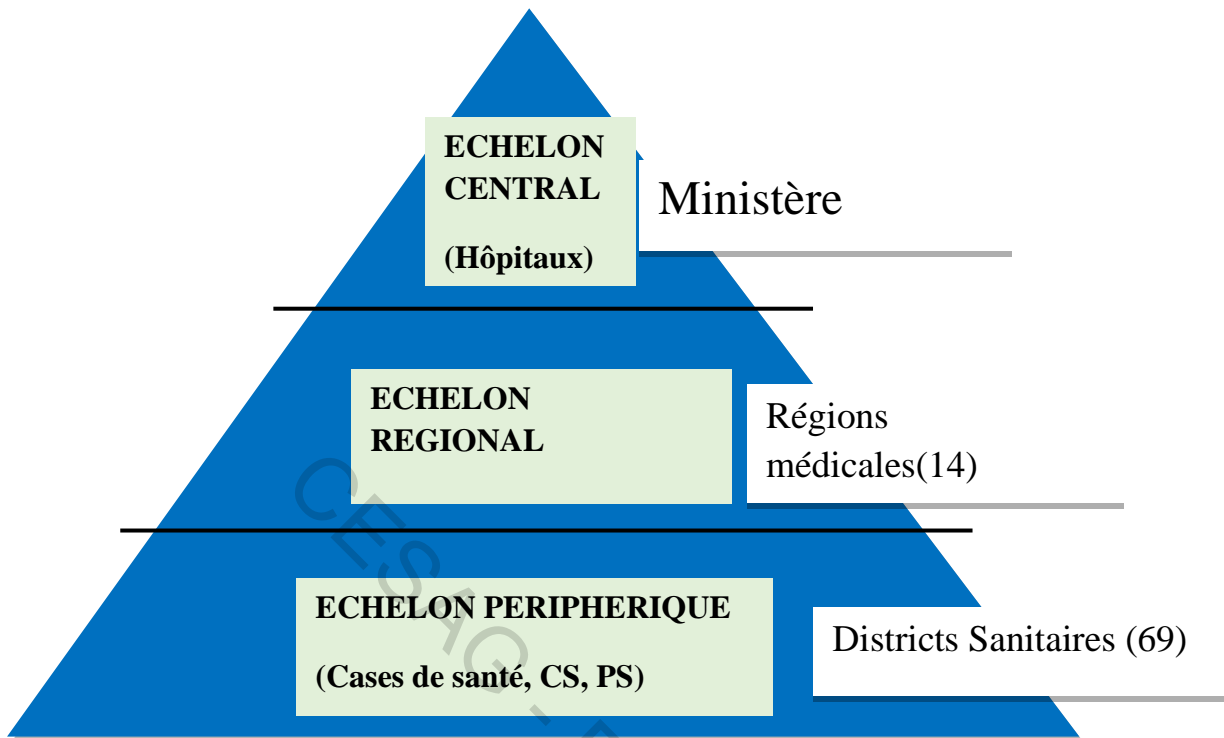 ECHELON
CENTRAL
(Hôpitaux)
Ministère
ECHELON
REGIONAL
Régions
médicales(14)
ECHELON PERIPHERIQUE
(Cases de santé, CS, PS)
Districts Sanitaires (69)
CESAG -